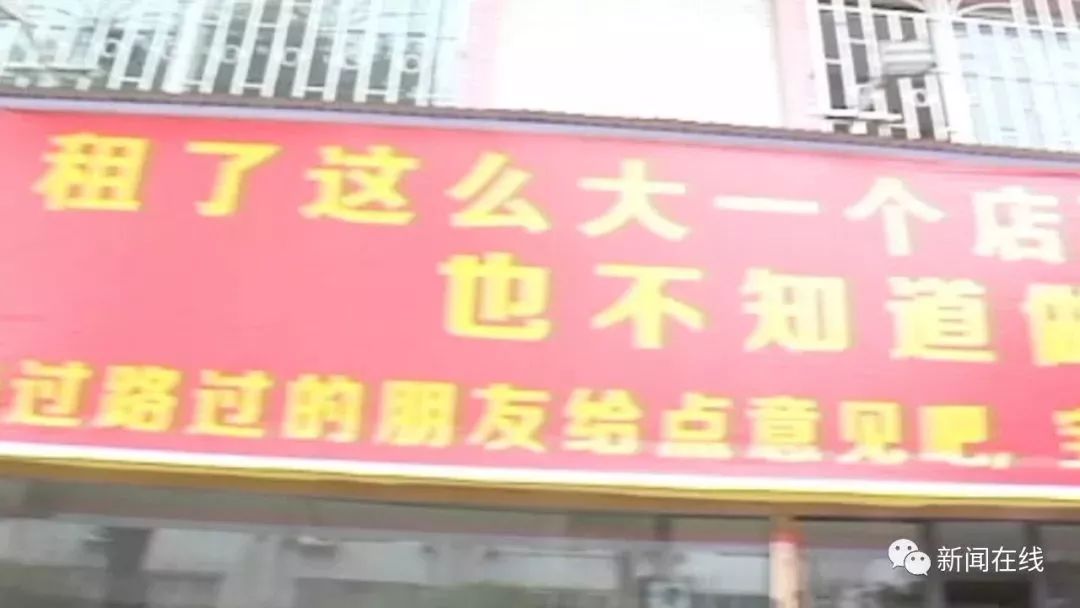 租了这么大一个店
也不知道做
过路过的朋友给点意见吧,
新闻在线